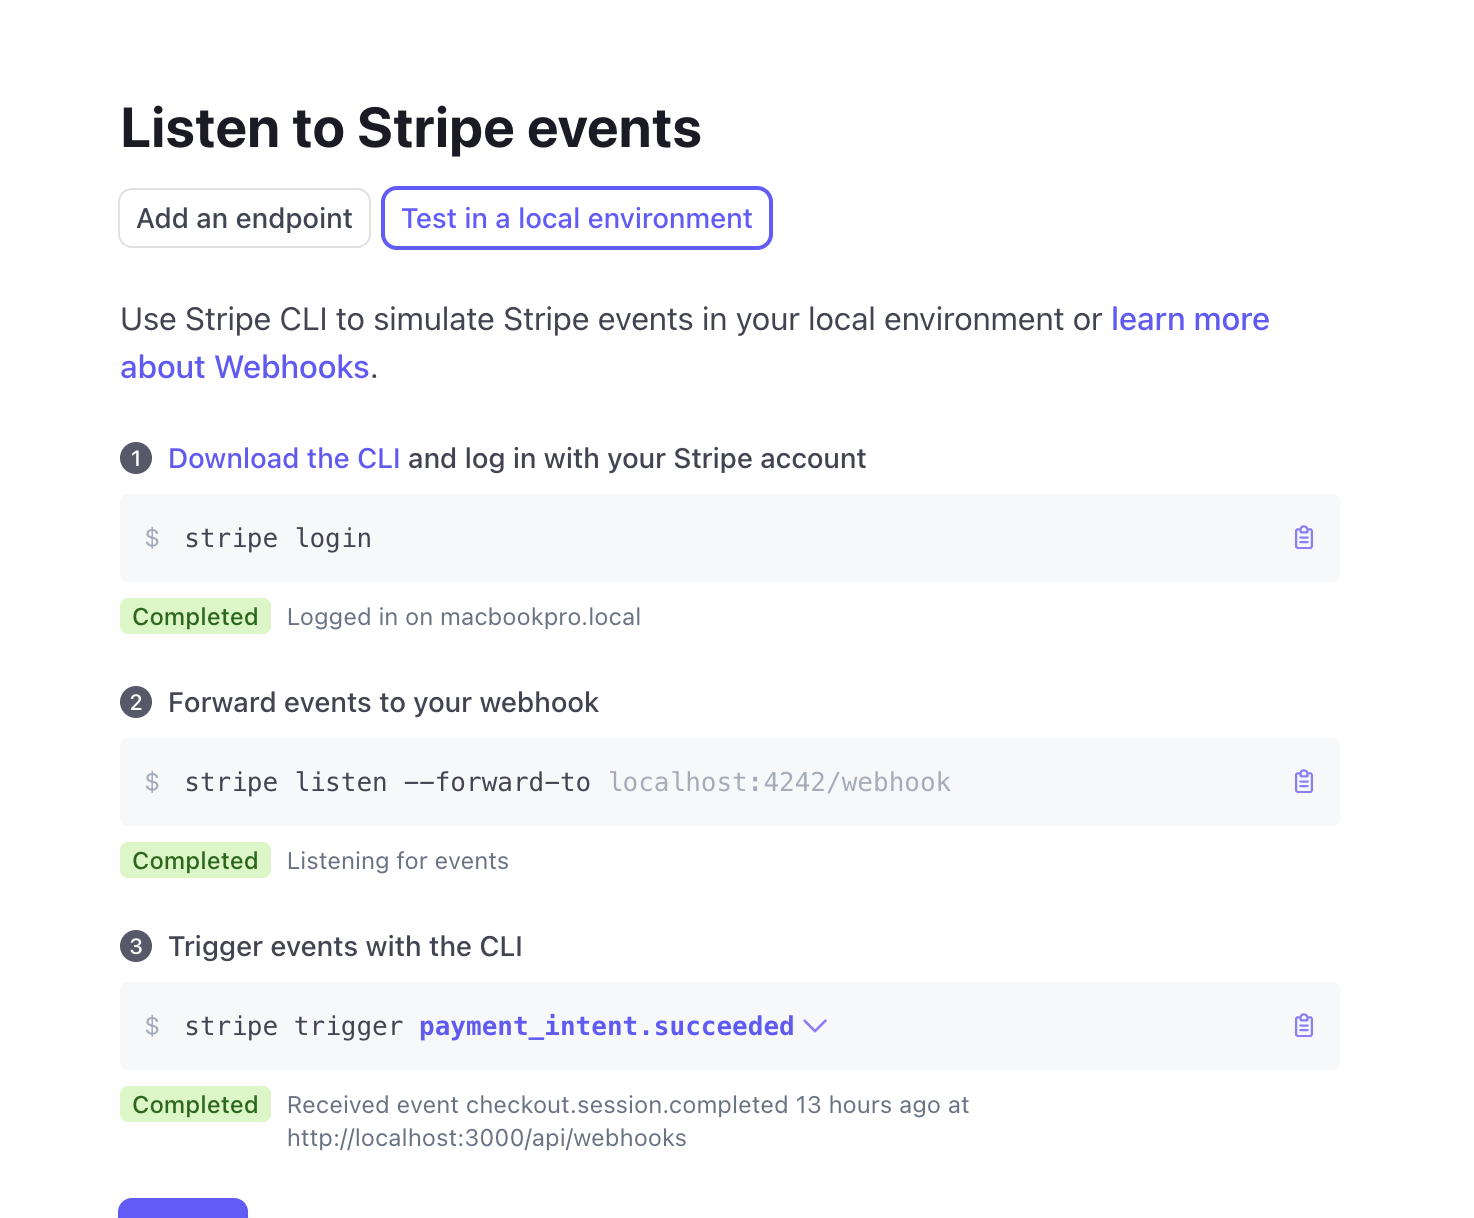 Listen to Stripe events
Add an endpoint
Test in a local environment
Use Stripe CLI to simulate Stripe events in your local environment or learn more
about Webhooks.
1 Download the CLI and log in with your Stripe account
$ stripe login
Completed Logged in on macbookpro.local
2 Forward events to your webhook
$ stripe listen --forward-to localhost:4242/webhook
Completed Listening for events
3 Trigger events with the CLI
$ stripe trigger payment_intent.succeeded
Completed Received event checkout.session.completed 13 hours ago at
http://localhost:3000/api/webhooks